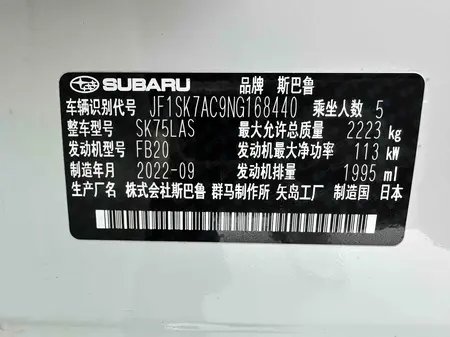 SUBARU 品牌 斯巴鲁
车辆识别代号 JF1SK7AC9NG168440 乘坐人数 5
整车型号 SK75LAS 最大允许总质量 2223 kg
发动机型号 FB20 发动机最大净功率 113 kW
制造年月 2022-09 发动机排量 1995 ml
生产厂名 株式会社斯巴鲁 群马制作所 矢岛工厂 制造国 日本